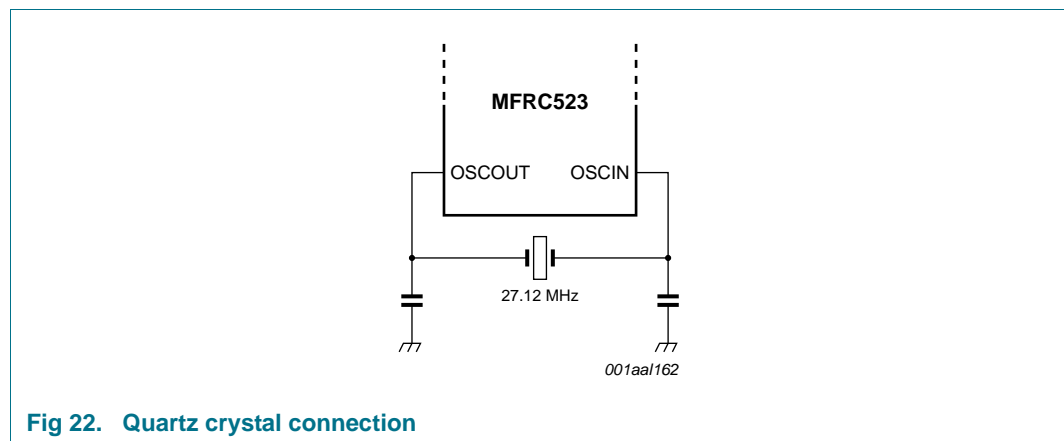 MFRC523
OSCOUT OSCIN
27.12 MHz
001aal162
Fig 22. Quartz crystal connection